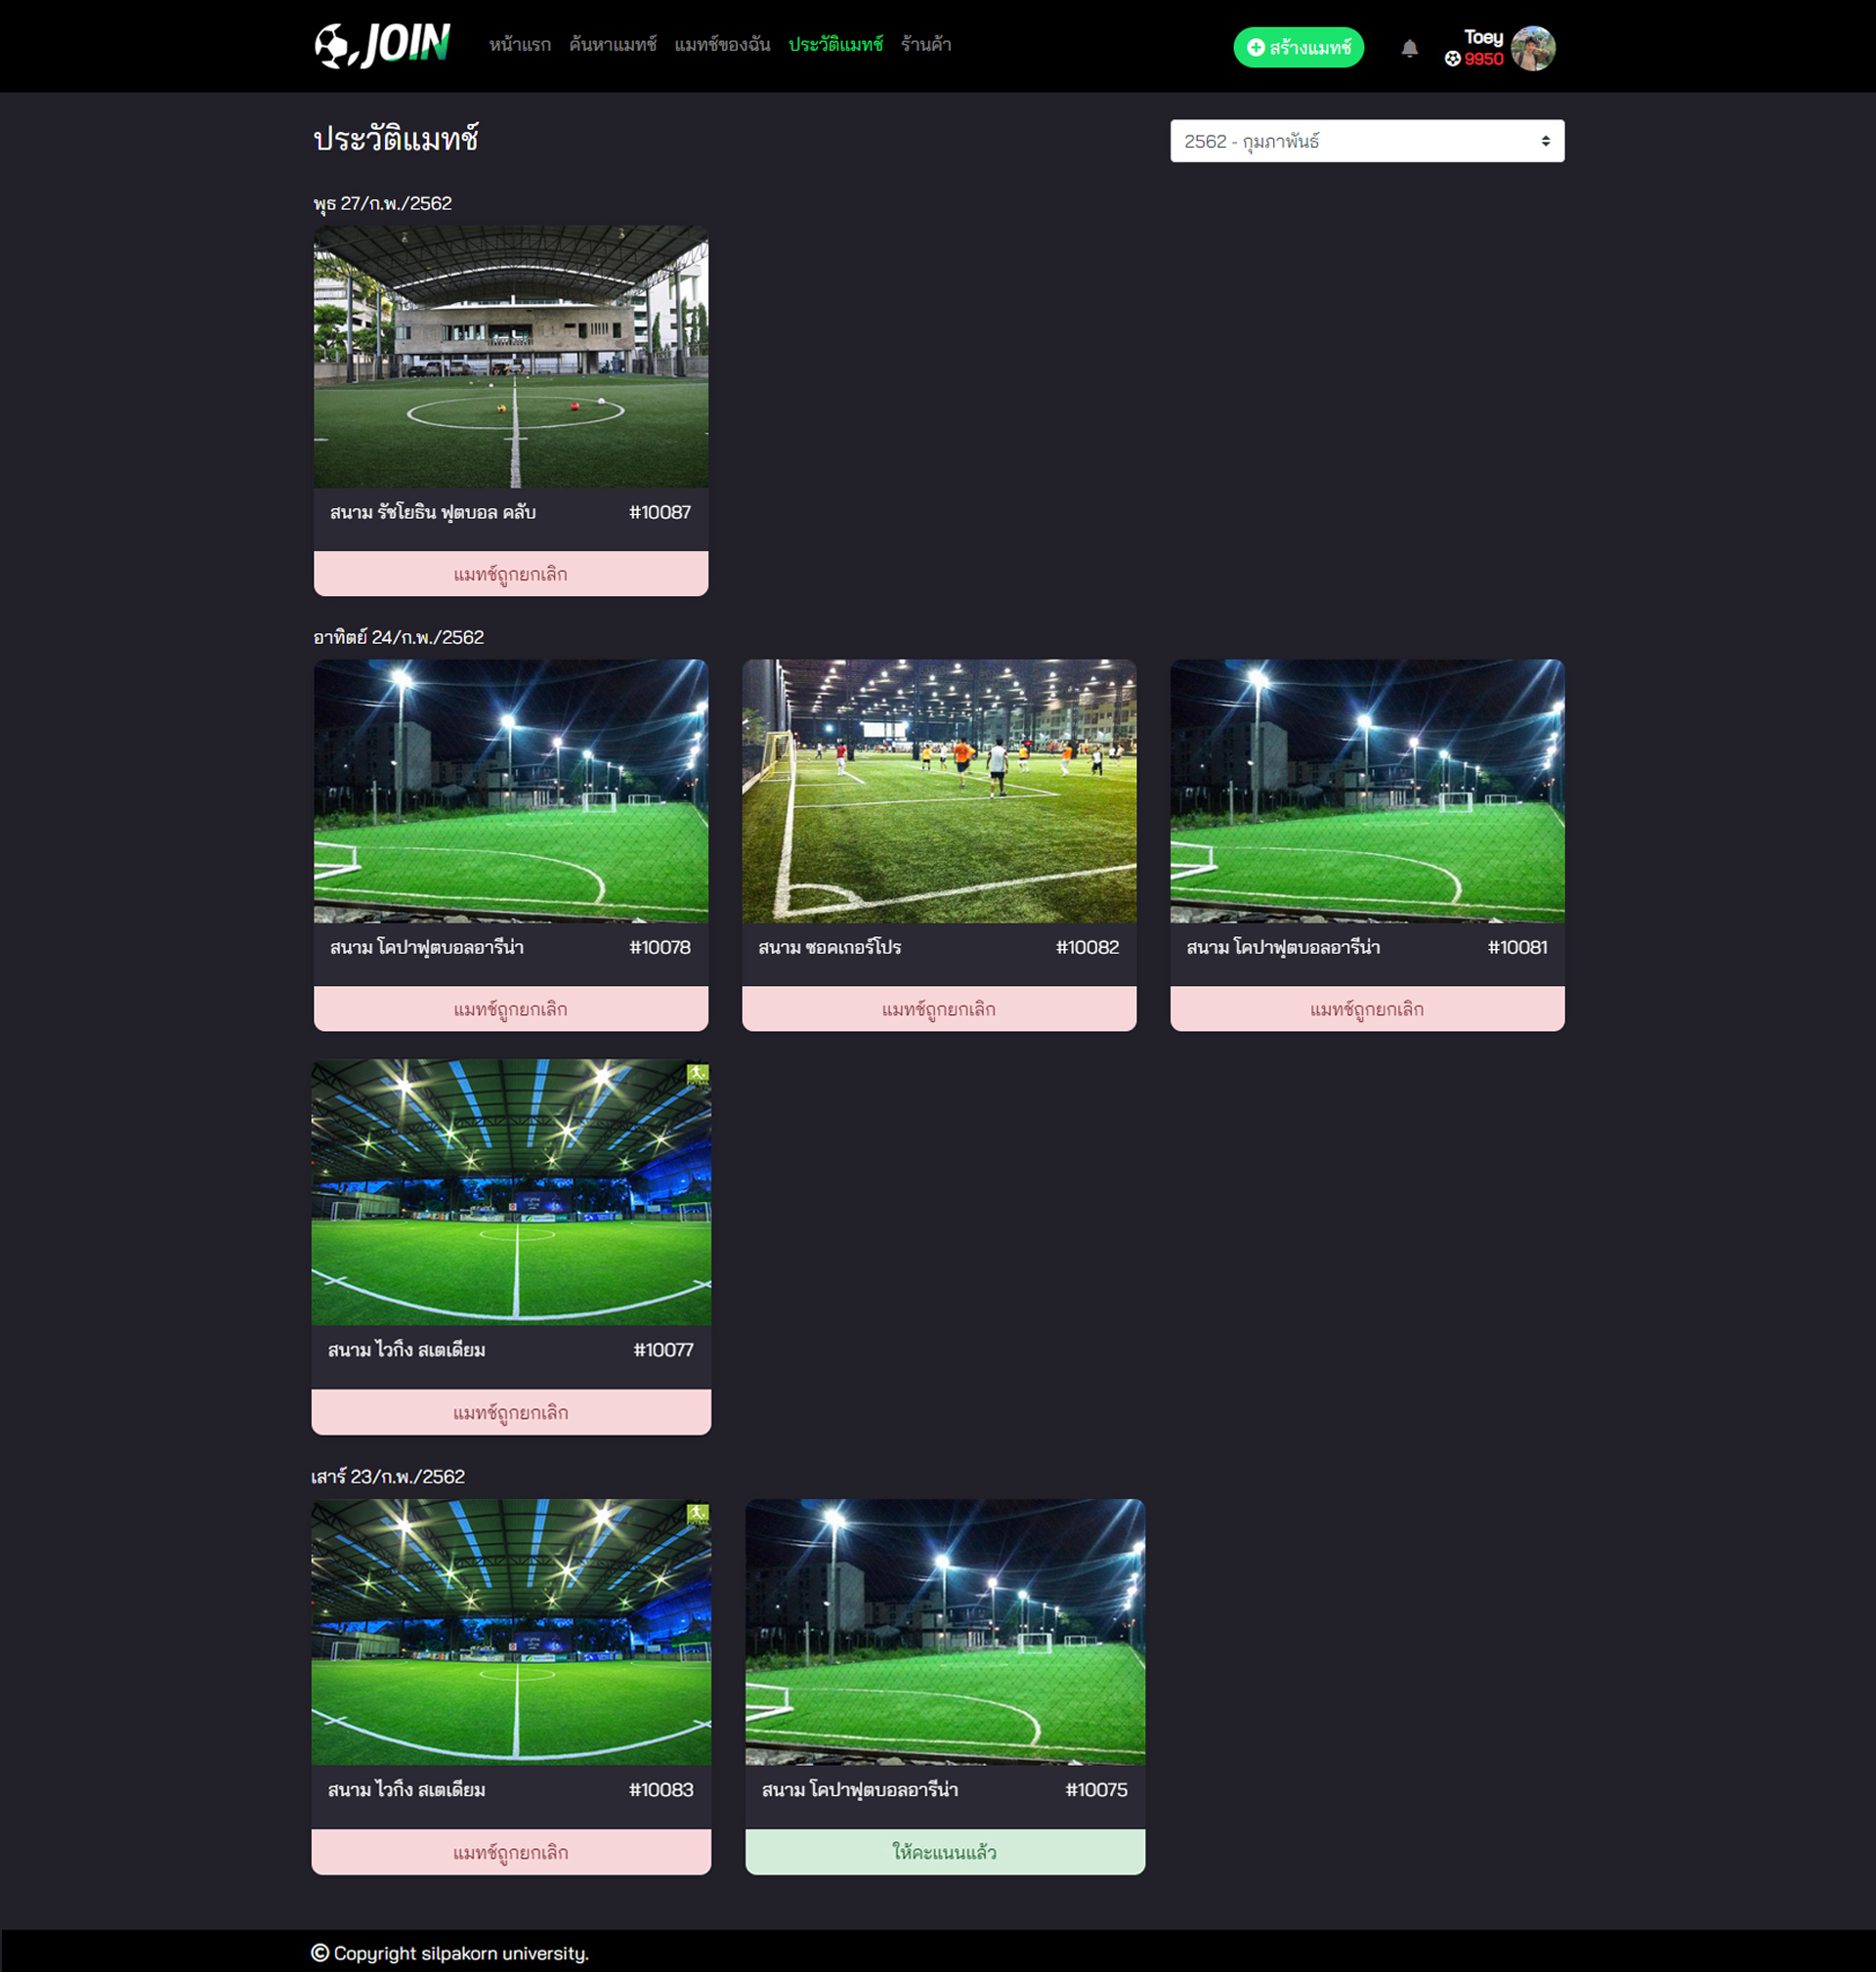 JOIN
หน้าแรก ค้นหาแมทช์ แมทช์ของฉัน ประวัติแมทช์ ร้านค้า
สร้างแมทช์
Toey
9950
ประวัติแมทช์
2562 - กุมภาพันธ์
พุธ 27/ก.พ./2562
สนาม รัชโยธิน ฟุตบอล คลับ #10087
แมทช์ถูกยกเลิก
อาทิตย์ 24/ก.พ./2562
สนาม โคปาฟุตบอลอารีน่า #10078
แมทช์ถูกยกเลิก
สนาม ซอคเกอร์โปร #10082
แมทช์ถูกยกเลิก
สนาม โคปาฟุตบอลอารีน่า #10081
แมทช์ถูกยกเลิก
สนาม ไวกิ้ง สเตเดียม #10077
แมทช์ถูกยกเลิก
เสาร์ 23/ก.พ./2562
สนาม ไวกิ้ง สเตเดียม #10083
แมทช์ถูกยกเลิก
สนาม โคปาฟุตบอลอารีน่า #10075
ให้คะแนนแล้ว
© Copyright silpakorn university.